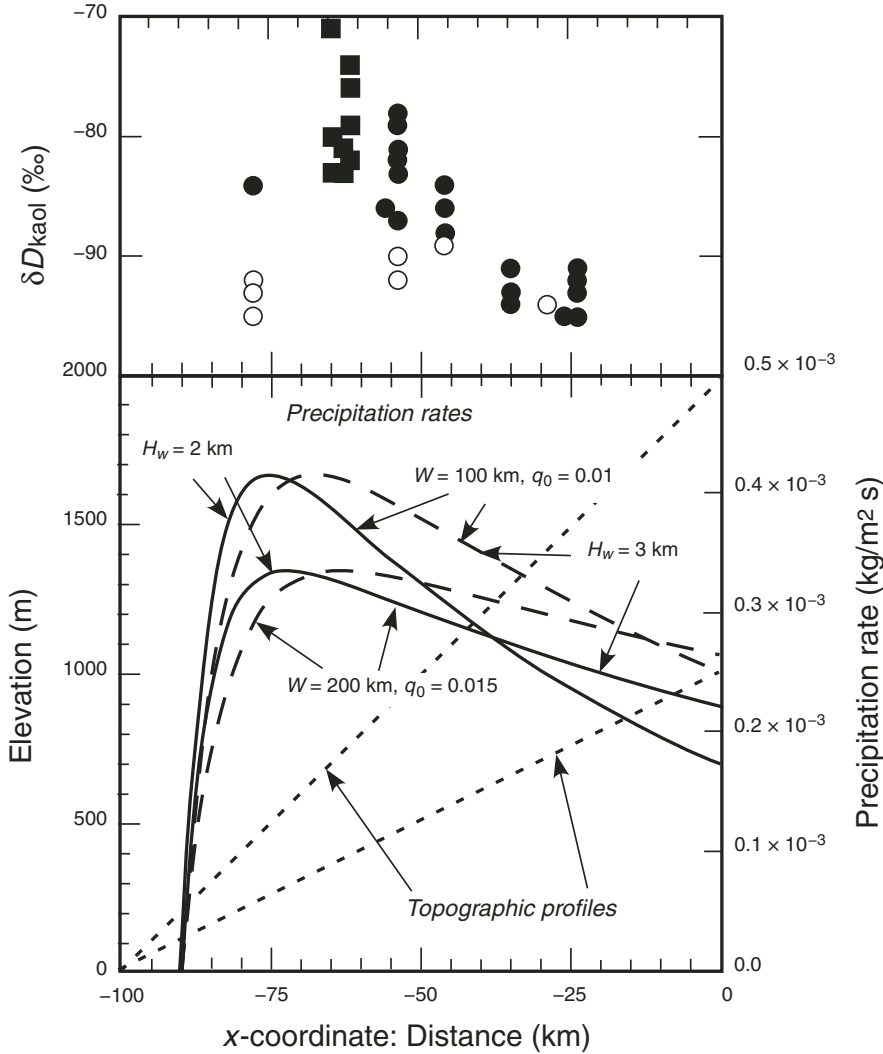 −70
−80
−90
δD_kaol (‰)
2000
0.5 × 10⁻³
Precipitation rates
H_w = 2 km
W = 100 km, q₀ = 0.01
0.4 × 10⁻³
1500
H_w = 3 km
0.3 × 10⁻³
1000
W = 200 km, q₀ = 0.015
0.2 × 10⁻³
500
0.1 × 10⁻³
Topographic profiles
0
0.0
Elevation (m)
Precipitation rate (kg/m² s)
−100
−75
−50
−25
0
x-coordinate: Distance (km)